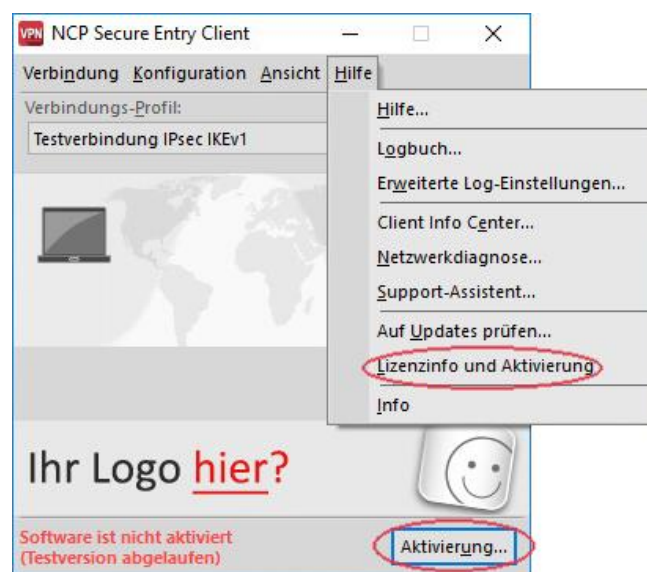 VPN NCP Secure Entry Client
Verbindung Konfiguration Ansicht Hilfe
Verbindungs-Profil:
Testverbindung IPsec IKEv1
Hilfe...
Logbuch...
Erweiterte Log-Einstellungen...
Client Info Center...
Netzwerkdiagnose...
Support-Assistent...
Auf Updates prüfen...
Lizenzinfo und Aktivierung
Info
Ihr Logo hier?
Software ist nicht aktiviert
(Testversion abgelaufen)
Aktivierung...